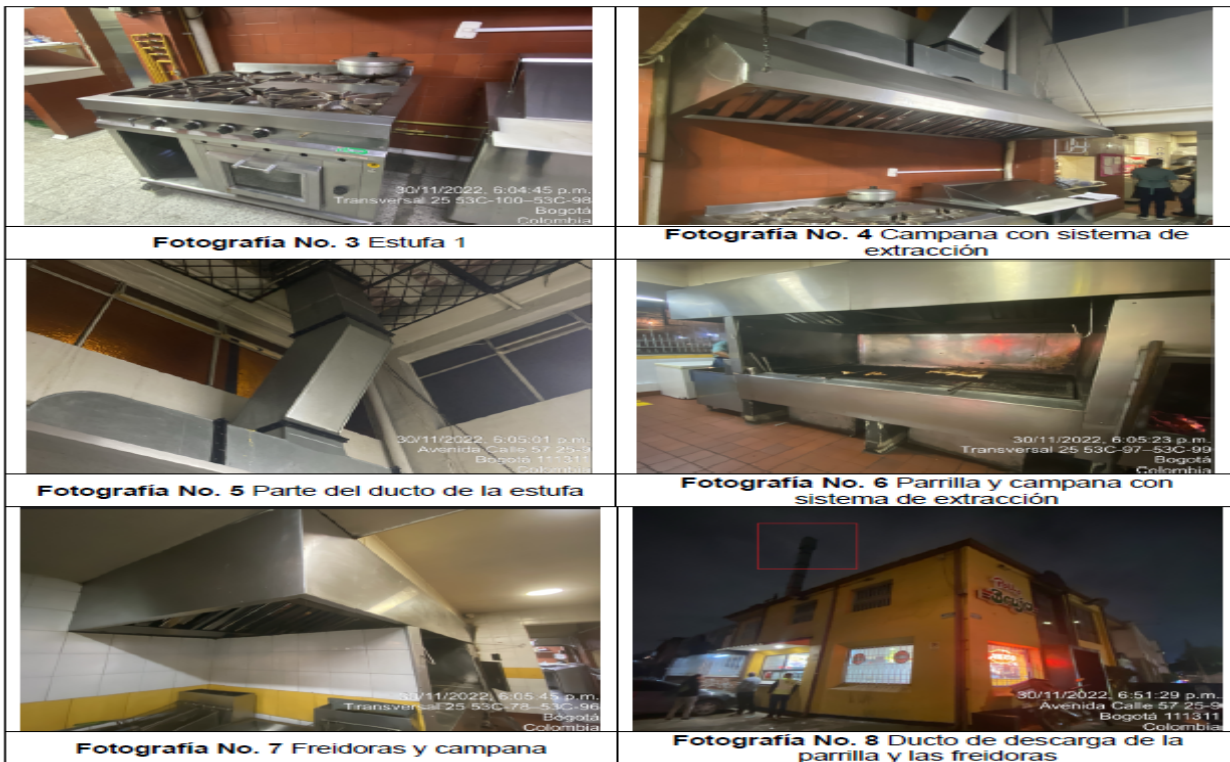 30/11/2022, 6:04:45 p.m.
Transversal 25 53C-100–53C-98
Bogotá
Colombia
Fotografía No. 3 Estufa 1
Fotografía No. 4 Campana con sistema de
extracción
30/11/2022, 6:05:01 p.m.
Avenida Calle 57 25-9
Bogotá 111311
Colombia
Fotografía No. 5 Parte del ducto de la estufa
30/11/2022, 6:05:23 p.m.
Transversal 25 53C-97–53C-99
Bogotá
Colombia
Fotografía No. 6 Parrilla y campana con
sistema de extracción
30/11/2022, 6:05:45 p.m.
Transversal 25 53C-78–53C-96
Bogotá
Colombia
Fotografía No. 7 Freidoras y campana
30/11/2022, 6:51:29 p.m.
Avenida Calle 57 25-9
Bogotá 111311
Colombia
Fotografía No. 8 Ducto de descarga de la
parrilla y las freidoras